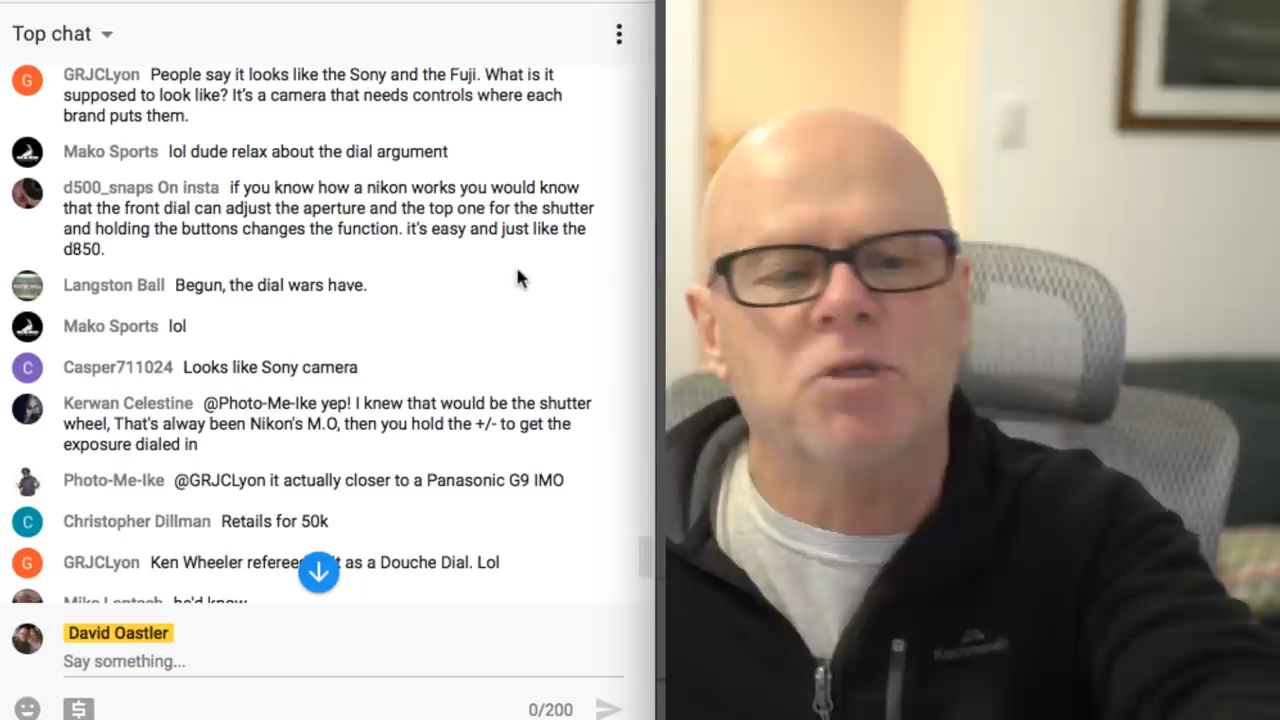 Top chat
GRJCLyon People say it looks like the Sony and the Fuji. What is it
supposed to look like? It's a camera that needs controls where each
brand puts them.
Mako Sports lol dude relax about the dial argument
d500_snaps On insta if you know how a nikon works you would know
that the front dial can adjust the aperture and the top one for the shutter
and holding the buttons changes the function. it's easy and just like the
d850.
Langston Ball Begun, the dial wars have.
Mako Sports lol
C Casper711024 Looks like Sony camera
Kerwan Celestine @Photo-Me-Ike yep! I knew that would be the shutter
wheel, That's alway been Nikon's M.O, then you hold the +/- to get the
exposure dialed in
Photo-Me-Ike @GRJCLyon it actually closer to a Panasonic G9 IMO
C Christopher Dillman Retails for 50k
G GRJCLyon Ken Wheeler refereed as a Douche Dial. Lol
he'd know
David Oastler
Say something...
$ 0/200